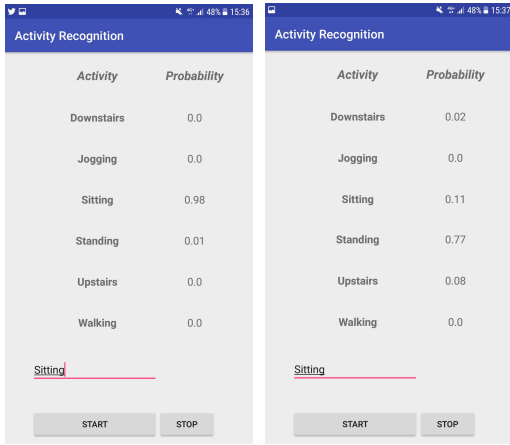 48% 15:36
Activity Recognition
Activity Probability
Downstairs 0.0
Jogging 0.0
Sitting 0.98
Standing 0.01
Upstairs 0.0
Walking 0.0
Sitting
START STOP
48% 15:37
Activity Recognition
Activity Probability
Downstairs 0.02
Jogging 0.0
Sitting 0.11
Standing 0.77
Upstairs 0.08
Walking 0.0
Sitting
START STOP